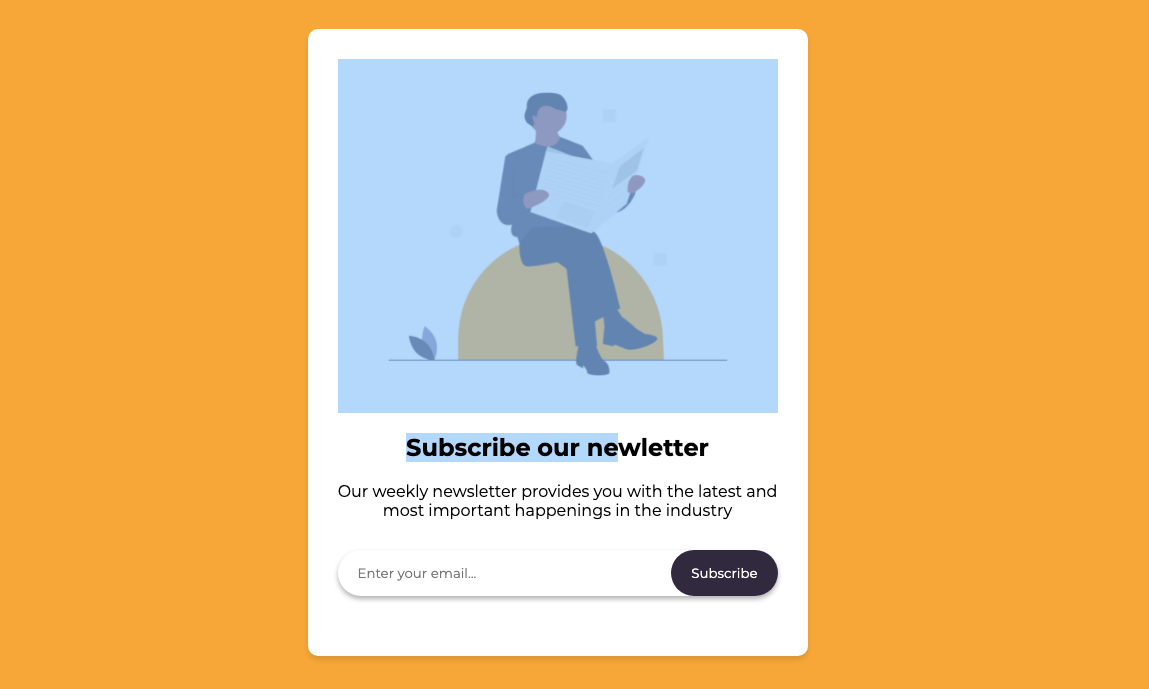 Subscribe our newletter
Our weekly newsletter provides you with the latest and
most important happenings in the industry
Enter your email...
Subscribe